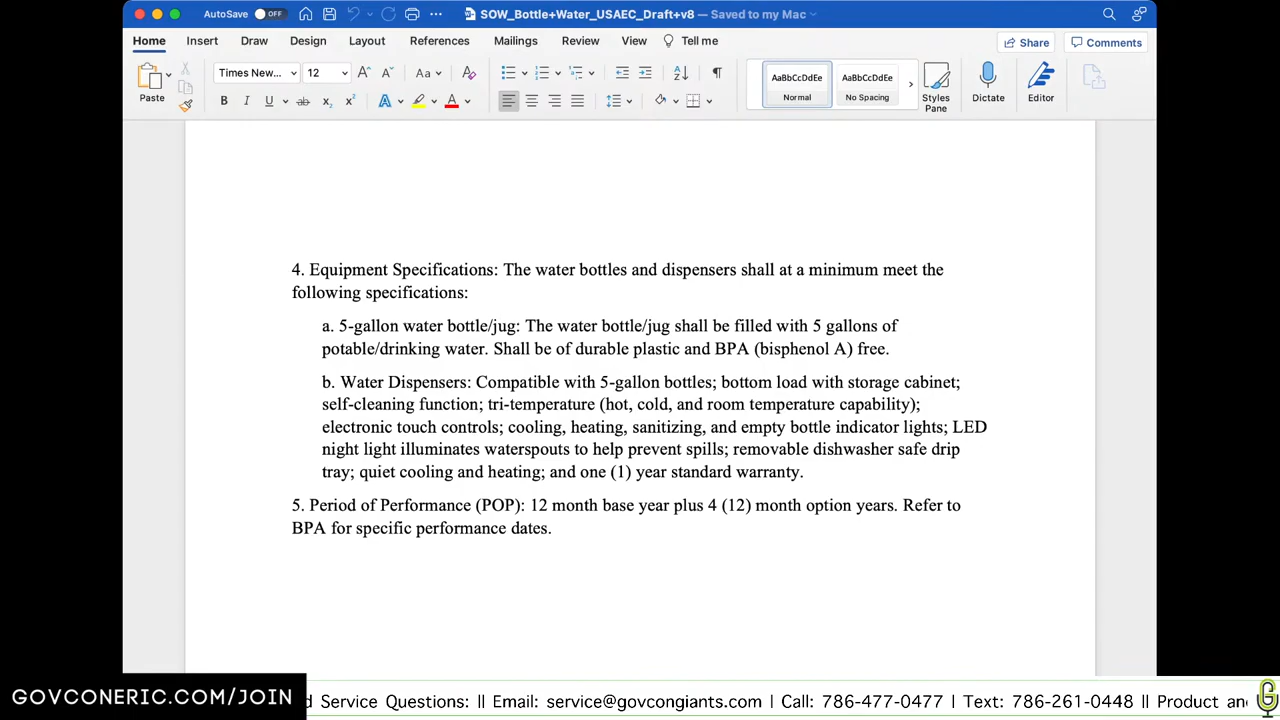 AutoSave OFF SOW_Bottle+Water_USAEC_Draft+v8 — Saved to my Mac
Home Insert Draw Design Layout References Mailings Review View Tell me Share Comments
Paste Times New... 12 Aa AaBbCcDdEe Normal AaBbCcDdEe No Spacing Styles Pane Dictate Editor
B I U ab x₂ x² A A
4. Equipment Specifications: The water bottles and dispensers shall at a minimum meet the
following specifications:
a. 5-gallon water bottle/jug: The water bottle/jug shall be filled with 5 gallons of
potable/drinking water. Shall be of durable plastic and BPA (bisphenol A) free.
b. Water Dispensers: Compatible with 5-gallon bottles; bottom load with storage cabinet;
self-cleaning function; tri-temperature (hot, cold, and room temperature capability);
electronic touch controls; cooling, heating, sanitizing, and empty bottle indicator lights; LED
night light illuminates waterspouts to help prevent spills; removable dishwasher safe drip
tray; quiet cooling and heating; and one (1) year standard warranty.
5. Period of Performance (POP): 12 month base year plus 4 (12) month option years. Refer to
BPA for specific performance dates.
GOVCONERIC.COM/JOIN
d Service Questions: || Email: service@govcongiants.com | Call: 786-477-0477 | Text: 786-261-0448 || Product an